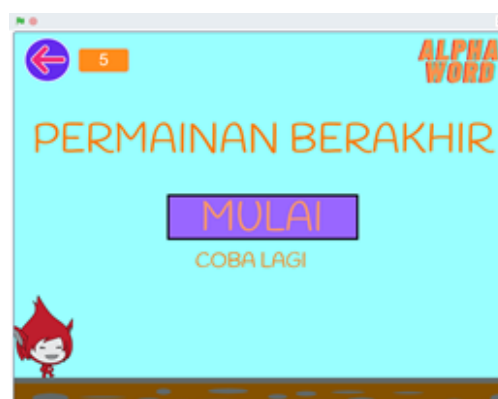 5
ALPHA
WORD
PERMAINAN BERAKHIR
MULAI
COBA LAGI